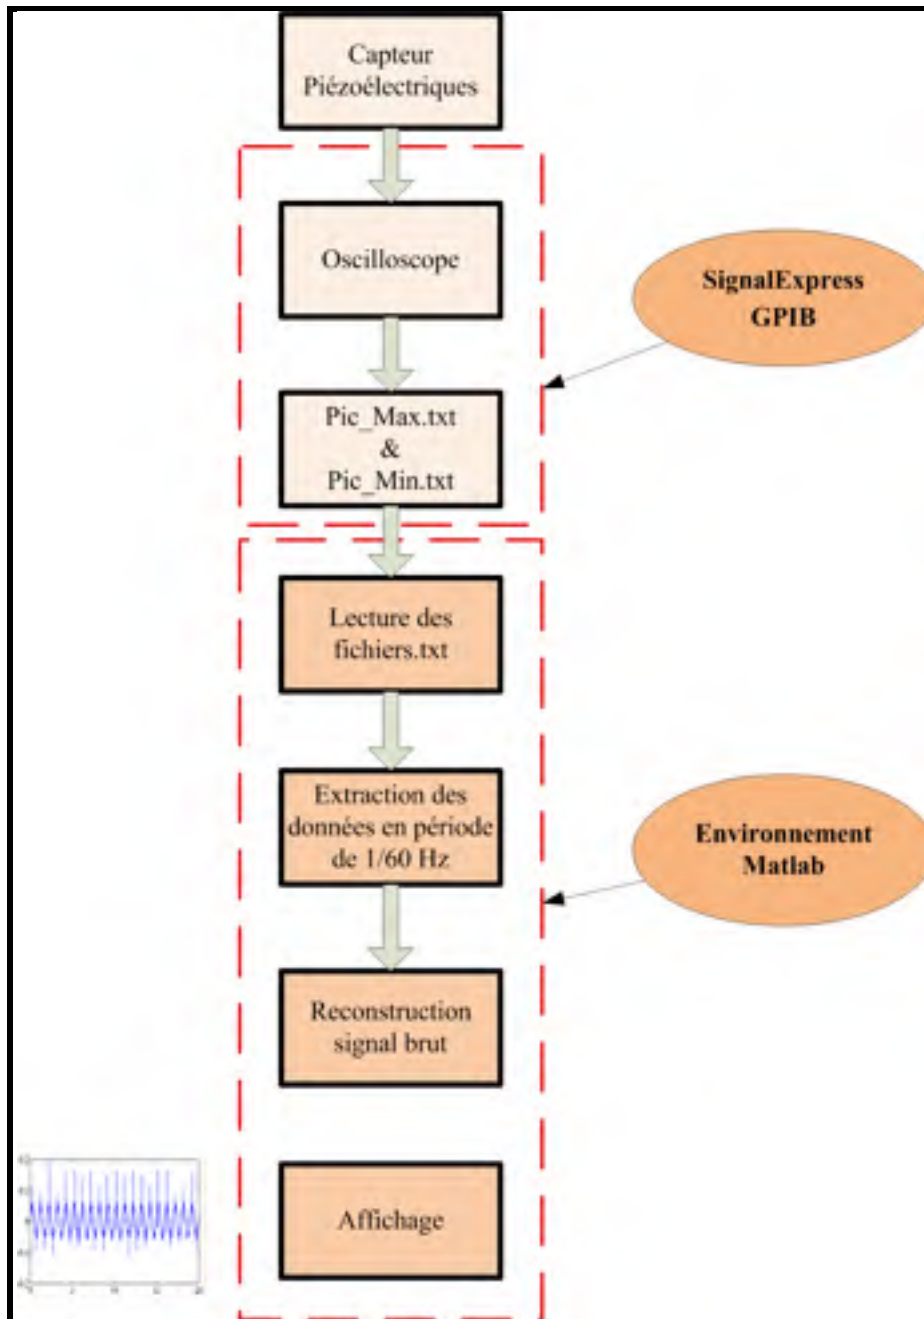 Capteur
Piézoélectriques
Oscilloscope
SignalExpress
GPIB
Pic_Max.txt
&
Pic_Min.txt
Lecture des
fichiers.txt
Extraction des
données en période
de 1/60 Hz
Environnement
Matlab
Reconstruction
signal brut
Affichage